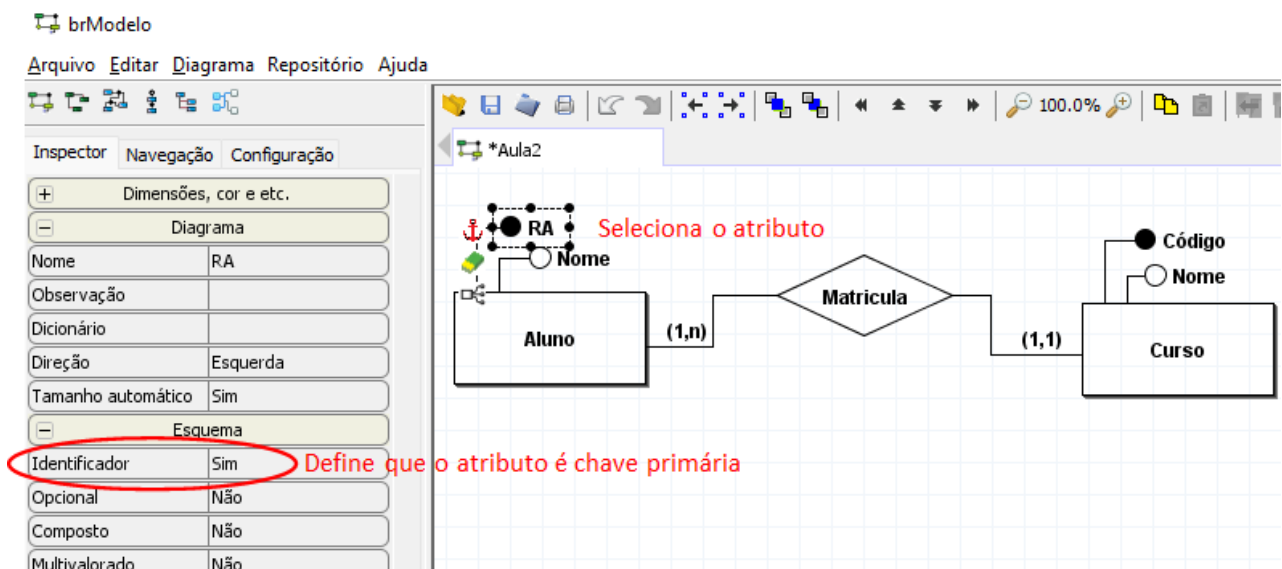 brModelo
Arquivo Editar Diagrama Repositório Ajuda
100.0%
Inspector Navegação Configuração
*Aula2
Dimensões, cor e etc.
Diagrama
Nome RA
Observação
Dicionário
Direção Esquerda
Tamanho automático Sim
Esquema
Identificador Sim
Opcional Não
Composto Não
Multivalorado Não
RA Seleciona o atributo
Nome
Código
Nome
Matricula
Aluno (1,n)
(1,1) Curso
Define que o atributo é chave primária